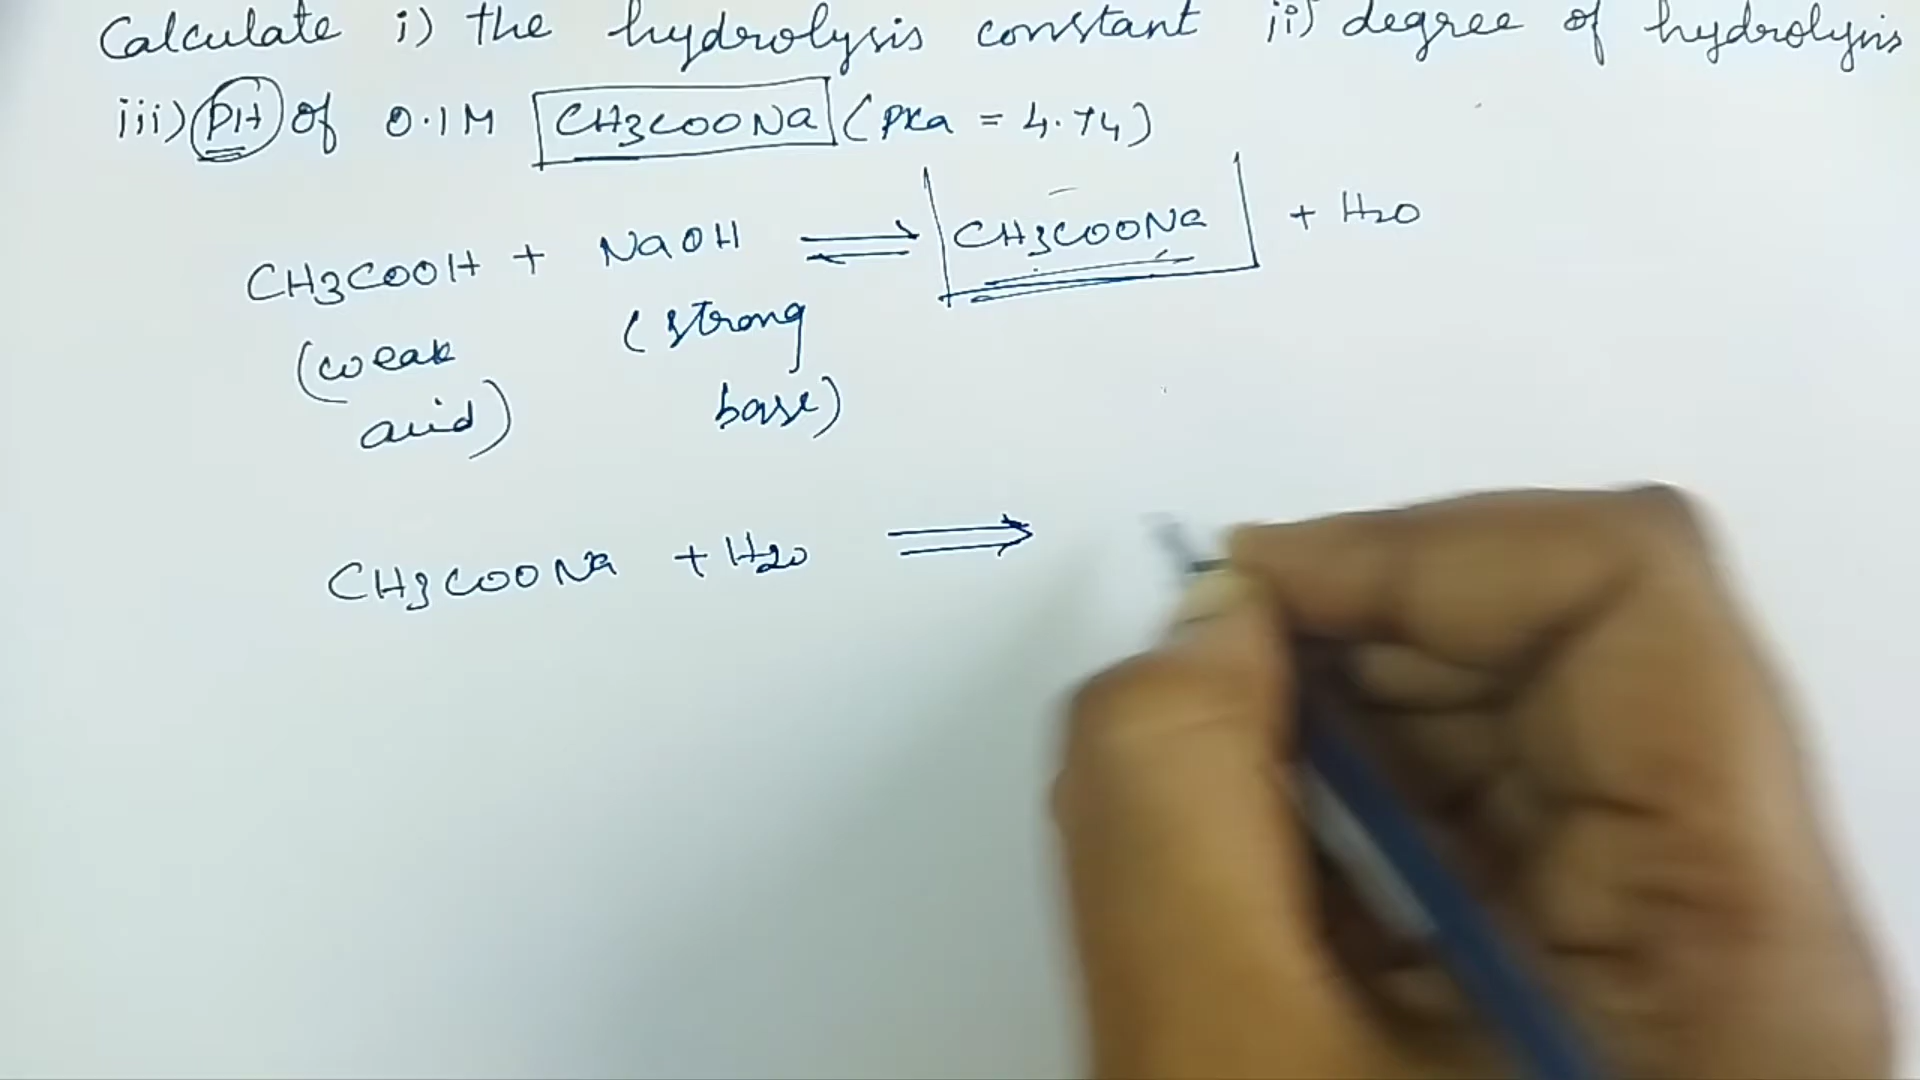 Calculate i) the hydrolysis constant ii) degree of hydrolysis
iii) PH of 0.1M CH3COONa (PKa = 4.74)
CH3COOH + NaOH ⇌ CH3COONa + H2O
(weak acid) (strong base)
CH3COONa + H2O ⇌